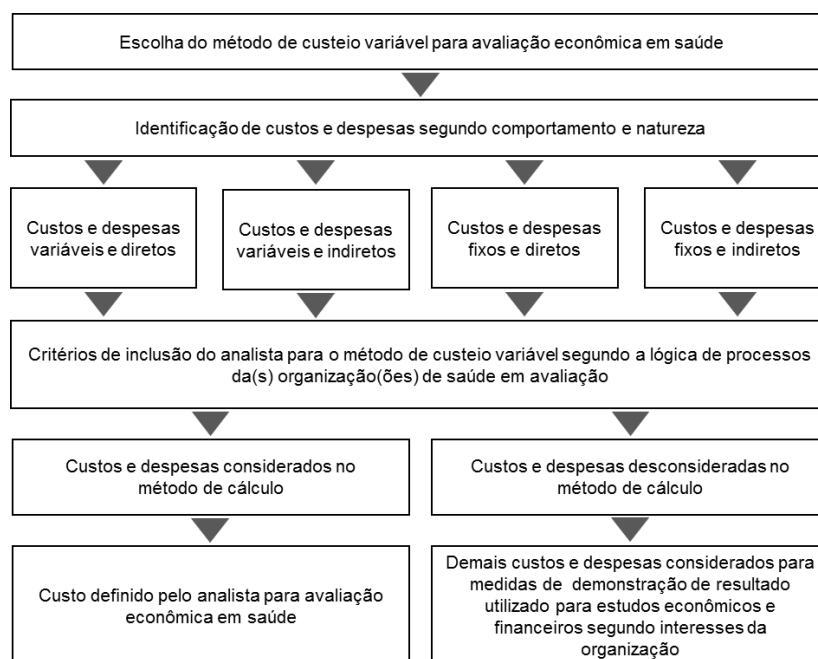 Escolha do método de custeio variável para avaliação econômica em saúde
Identificação de custos e despesas segundo comportamento e natureza
Custos e despesas
variáveis e diretos
Custos e despesas
variáveis e indiretos
Custos e despesas
fixos e diretos
Custos e despesas
fixos e indiretos
Critérios de inclusão do analista para o método de custeio variável segundo a lógica de processos
da(s) organização(ões) de saúde em avaliação
Custos e despesas considerados no
método de cálculo
Custos e despesas desconsideradas no
método de cálculo
Custo definido pelo analista para avaliação
econômica em saúde
Demais custos e despesas considerados para
medidas de demonstração de resultado
utilizado para estudos econômicos e
financeiros segundo interesses da
organização